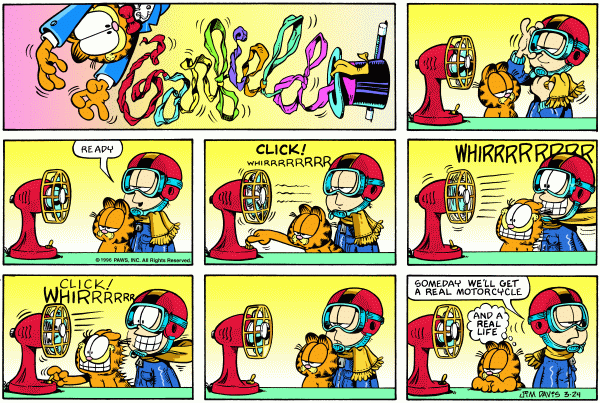 Garfield
READY
© 1996 PAWS, INC. All Rights Reserved.
CLICK!
WHIRRRRRRRR
WHIRRRRRRRR
CLICK!
WHIRRRRRR
SOMEDAY WE'LL GET
A REAL MOTORCYCLE
AND A
REAL
LIFE
JIM DAVIS 3-24